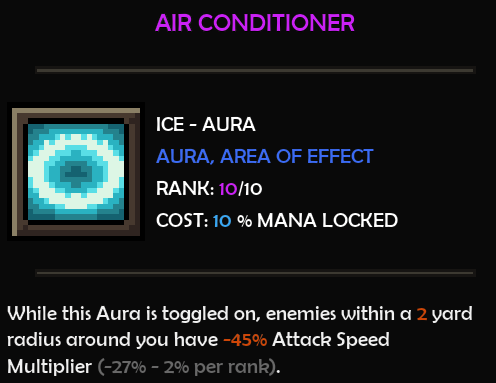 AIR CONDITIONER
ICE - AURA
AURA, AREA OF EFFECT
RANK: 10/10
COST: 10 % MANA LOCKED
While this Aura is toggled on, enemies within a 2 yard
radius around you have -45% Attack Speed
Multiplier (-27% - 2% per rank).